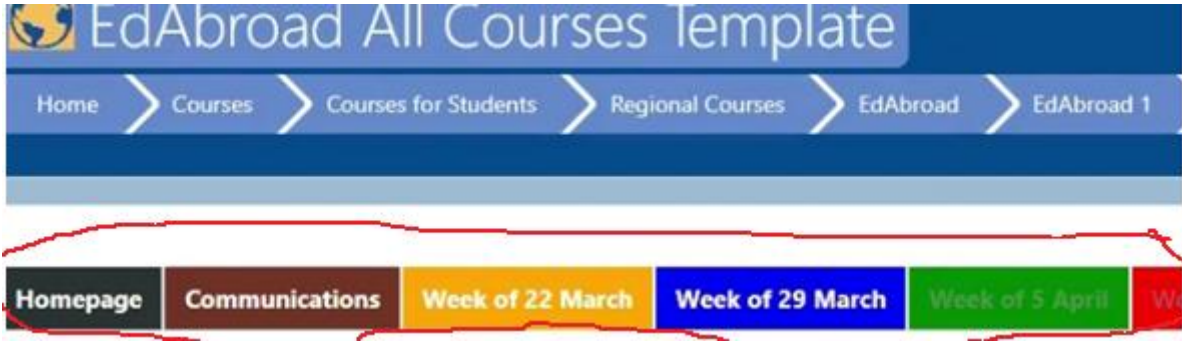 EdAbroad All Courses Template
Home Courses Courses for Students Regional Courses EdAbroad EdAbroad 1
Homepage Communications Week of 22 March Week of 29 March Week of 5 April